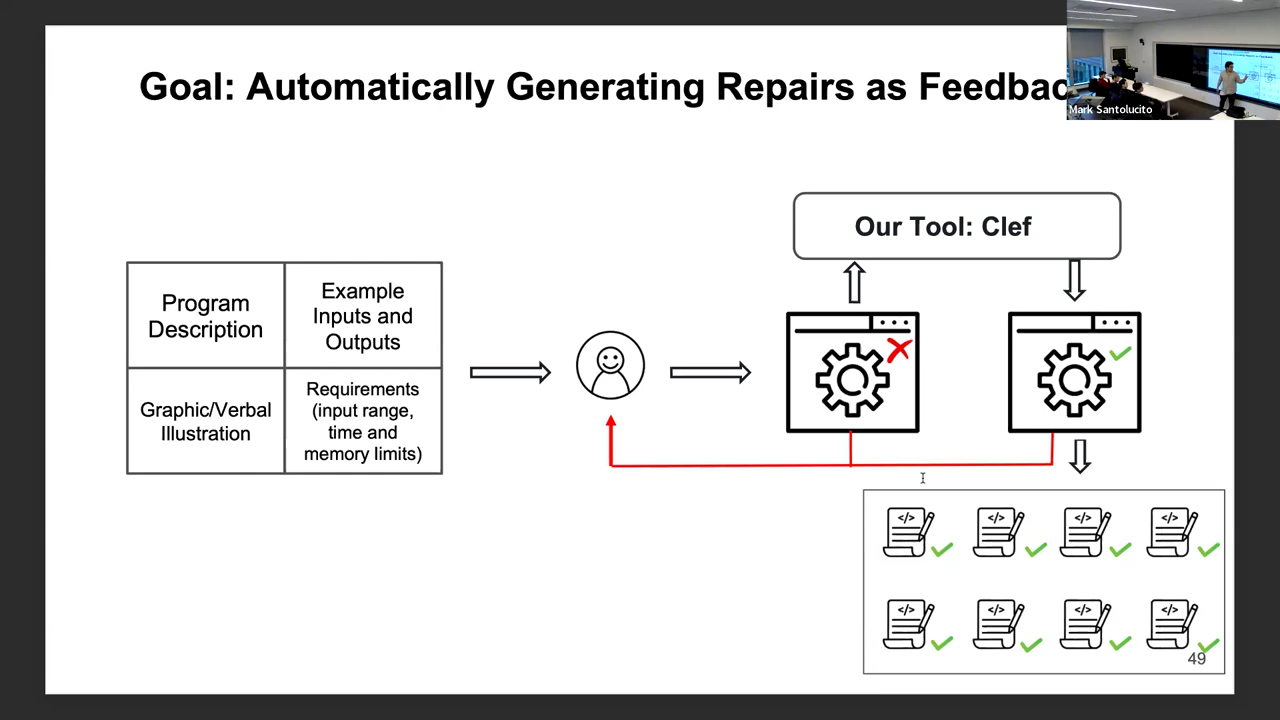 Goal: Automatically Generating Repairs as Feedbac
Mark Santolucito
Our Tool: Clef
Program
Description
Example
Inputs and
Outputs
Graphic/Verbal
Illustration
Requirements
(input range,
time and
memory limits)
</>
</>
</>
</>
</>
</>
</>
</>
49